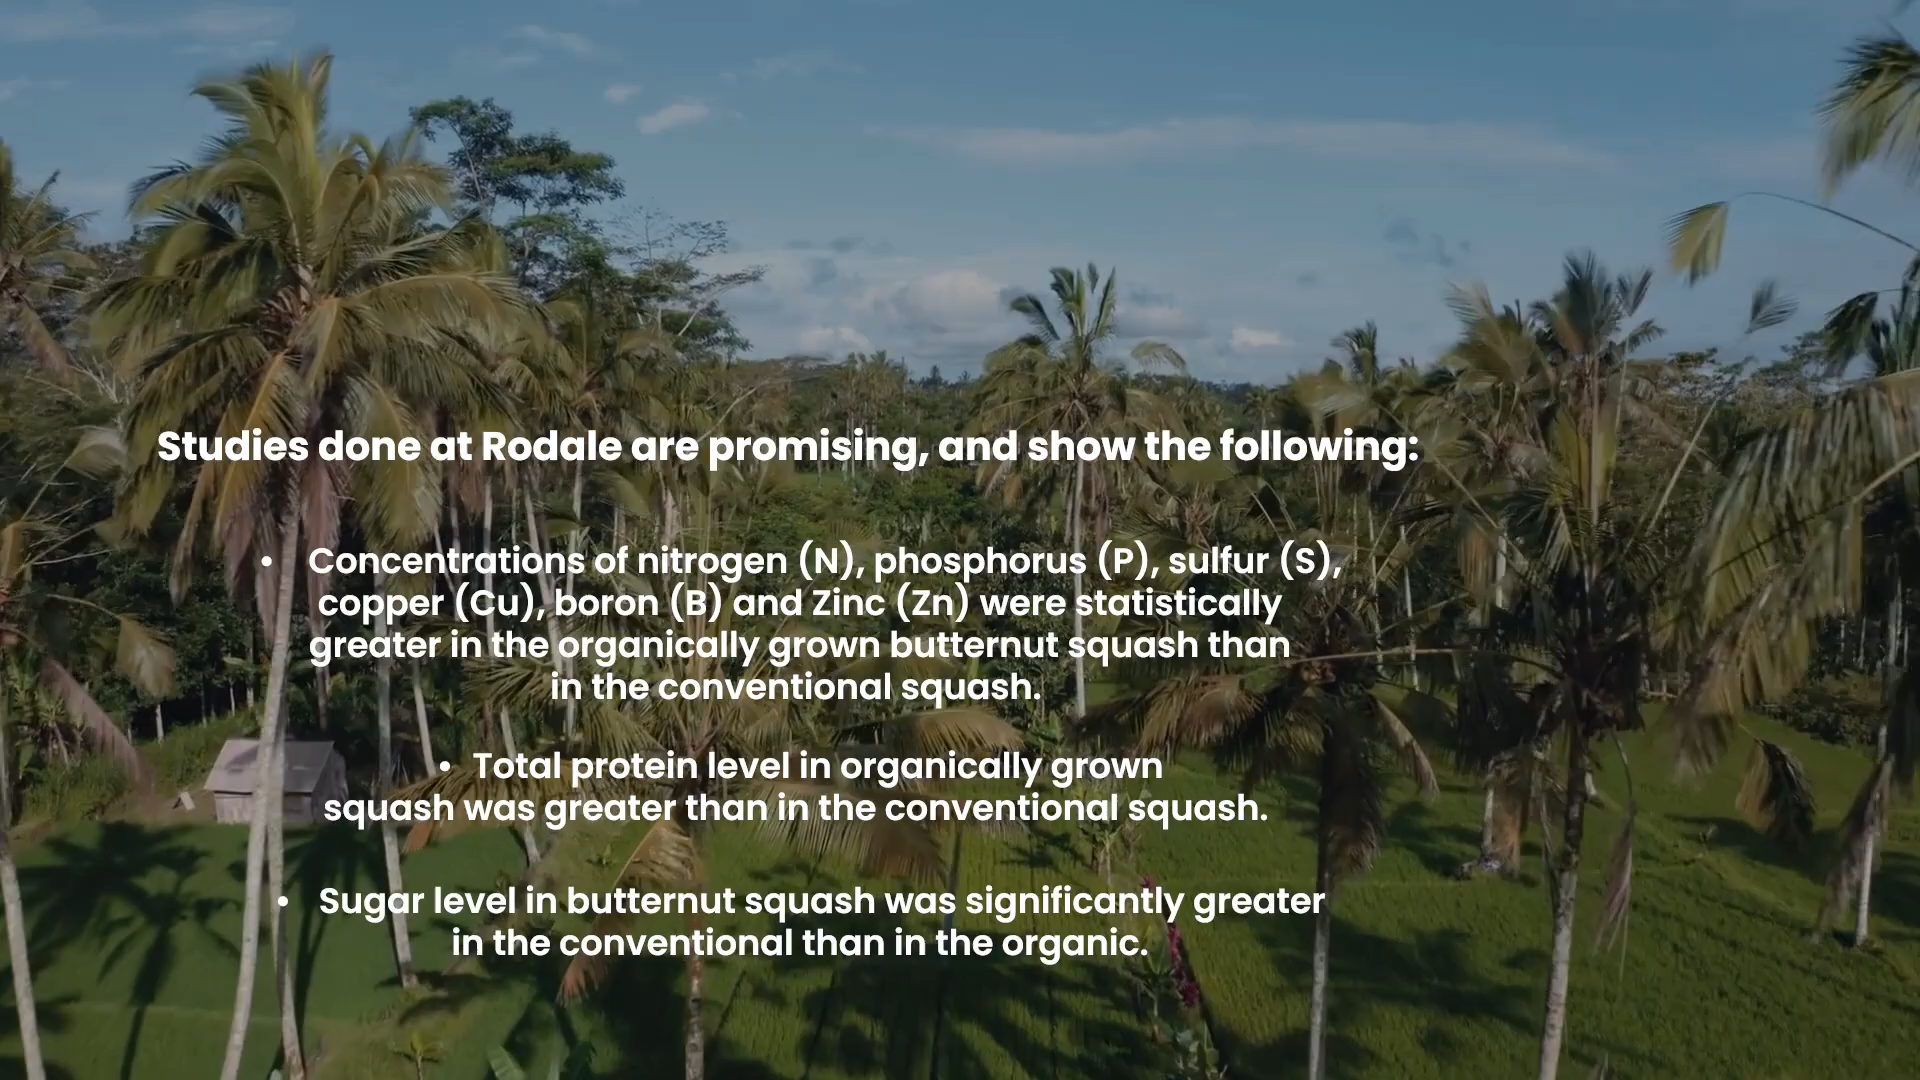 Studies done at Rodale are promising, and show the following:
• Concentrations of nitrogen (N), phosphorus (P), sulfur (S),
copper (Cu), boron (B) and Zinc (Zn) were statistically
greater in the organically grown butternut squash than
in the conventional squash.
• Total protein level in organically grown
squash was greater than in the conventional squash.
• Sugar level in butternut squash was significantly greater
in the conventional than in the organic.